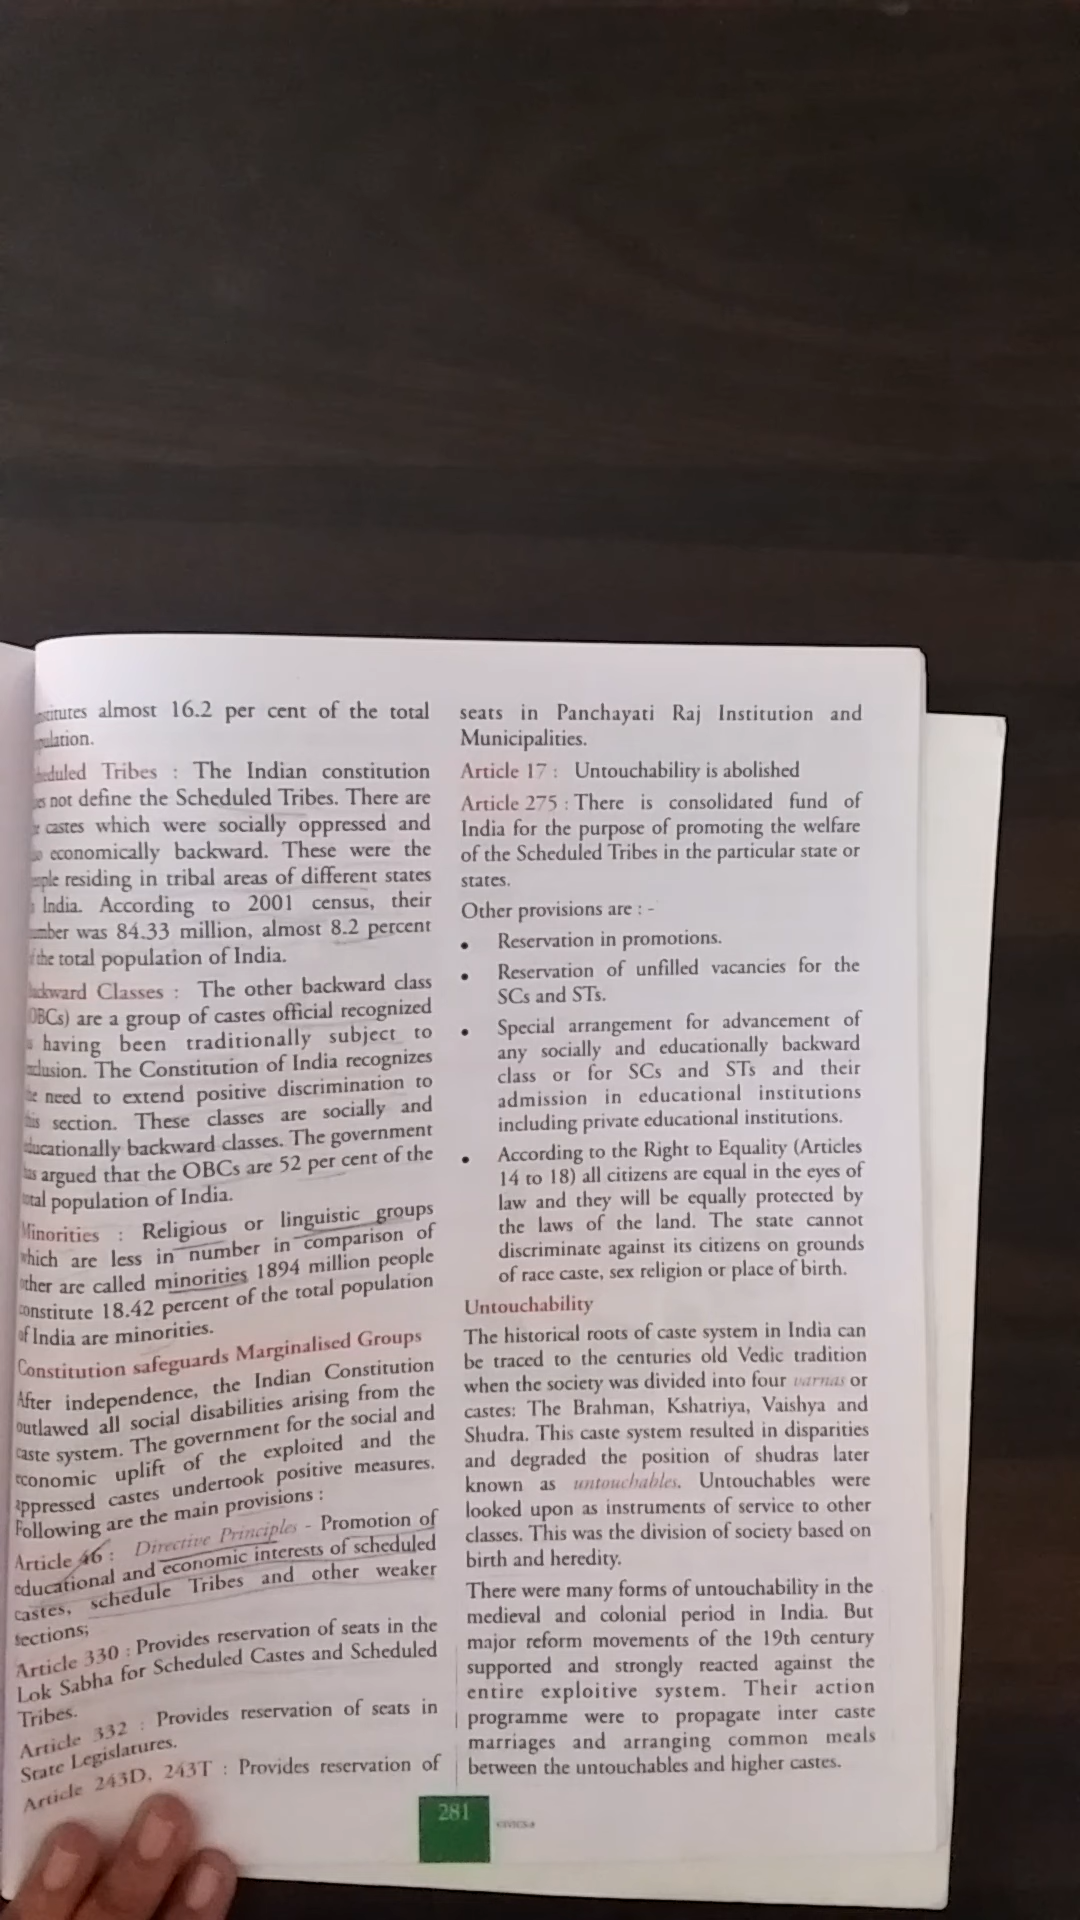 almost 16.2 per cent of the total
Tribes : The Indian constitution
not define the Scheduled Tribes. There are
castes which were socially oppressed and
economically backward. These were the
residing in tribal areas of different states
India. According to 2001 census, their
was 84.33 million, almost 8.2 percent
the total population of India.
Classes : The other backward class
(OBCs) are a group of castes official recognized
having been traditionally subject to
The Constitution of India recognizes
need to extend positive discrimination to
section. These classes are socially and
educationally backward classes. The government
argued that the OBCs are 52 per cent of the
population of India.
Minorities : Religious or linguistic groups
which are less in number in comparison of
other are called minorities 1894 million people
constitute 18.42 percent of the total population
of India are minorities.
Constitution safeguards Marginalised Groups
After independence, the Indian Constitution
outlawed all social disabilities arising from the
caste system. The government for the social and
economic uplift of the exploited and the
appressed castes undertook positive measures.
Following are the main provisions :
Article 46 : Directive Principles - Promotion of
educational and economic interests of scheduled
castes, schedule Tribes and other weaker
sections;
Article 330 : Provides reservation of seats in the
Lok Sabha for Scheduled Castes and Scheduled
Tribes.
Article 332 : Provides reservation of seats in
State Legislatures.
Article 243D, 243T : Provides reservation of
seats in Panchayati Raj Institution and
Municipalities.
Article 17 : Untouchability is abolished
Article 275 : There is consolidated fund of
India for the purpose of promoting the welfare
of the Scheduled Tribes in the particular state or
states.
Other provisions are : -
• Reservation in promotions.
• Reservation of unfilled vacancies for the
SCs and STs.
• Special arrangement for advancement of
any socially and educationally backward
class or for SCs and STs and their
admission in educational institutions
including private educational institutions.
• According to the Right to Equality (Articles
14 to 18) all citizens are equal in the eyes of
law and they will be equally protected by
the laws of the land. The state cannot
discriminate against its citizens on grounds
of race caste, sex religion or place of birth.
Untouchability
The historical roots of caste system in India can
be traced to the centuries old Vedic tradition
when the society was divided into four varnas or
castes: The Brahman, Kshatriya, Vaishya and
Shudra. This caste system resulted in disparities
and degraded the position of shudras later
known as untouchables. Untouchables were
looked upon as instruments of service to other
classes. This was the division of society based on
birth and heredity.
There were many forms of untouchability in the
medieval and colonial period in India. But
major reform movements of the 19th century
supported and strongly reacted against the
entire exploitive system. Their action
programme were to propagate inter caste
marriages and arranging common meals
between the untouchables and higher castes.
281